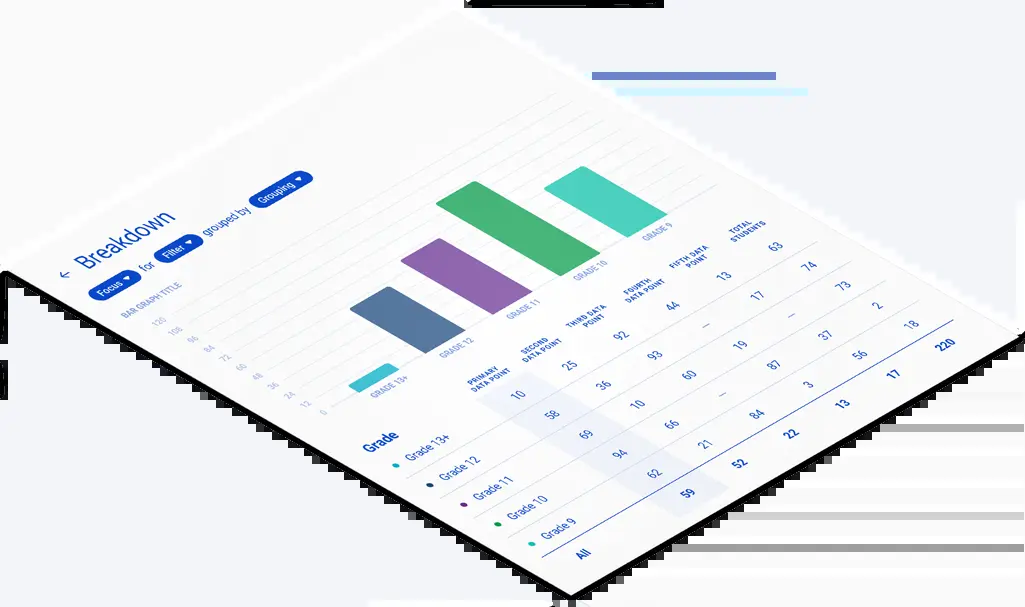 ← Breakdown
Focus ▾ for Filter ▾ grouped by Grouping ▾
BAR GRAPH TITLE
120
108
96
84
72
60
48
36
24
12
0
GRADE 13+
GRADE 12
GRADE 11
GRADE 10
GRADE 9
Grade
PRIMARY
DATA POINT
SECOND
DATA POINT
THIRD DATA
POINT
FOURTH
DATA POINT
FIFTH DATA
POINT
TOTAL
STUDENTS
Grade 13+ 10 25 92 44 13 63
Grade 12 58 36 93 — 17 74
Grade 11 69 10 60 19 — 73
Grade 10 94 66 — 87 37 2
Grade 9 62 21 84 3 56 18
All 59 52 22 13 17 220